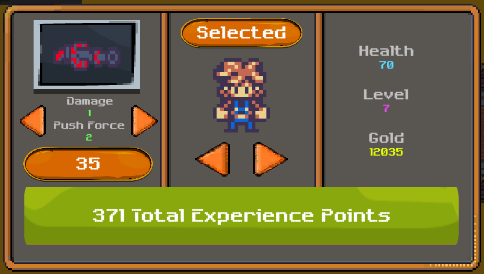 Damage
1
Push Force
2
35
Selected
Health
70
Level
7
Gold
12035
371 Total Experience Points